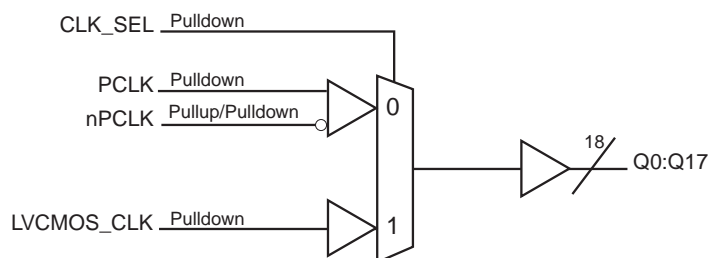 CLK_SEL Pulldown
PCLK Pulldown
nPCLK Pullup/Pulldown
0
18
Q0:Q17
LVCMOS_CLK Pulldown
1